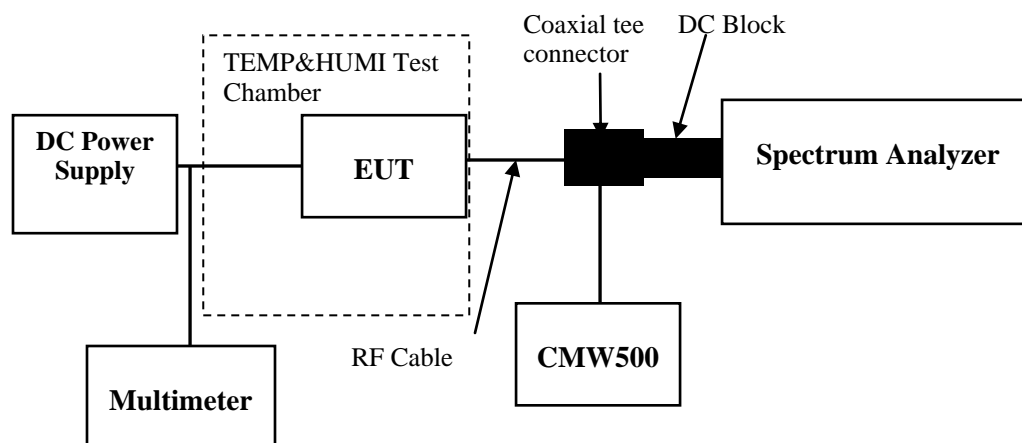 Coaxial tee
connector
DC Block
TEMP&HUMI Test
Chamber
DC Power
Supply
EUT
Spectrum Analyzer
RF Cable
CMW500
Multimeter